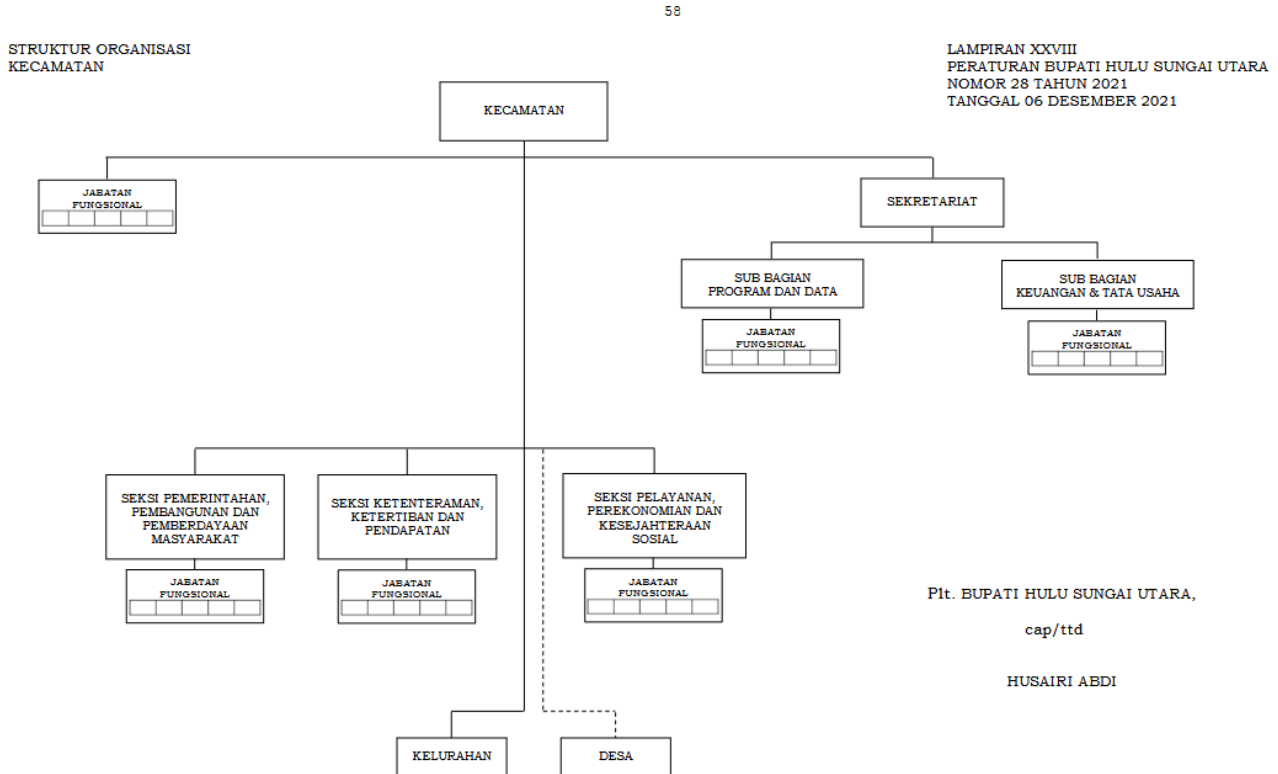 58
STRUKTUR ORGANISASI
KECAMATAN
LAMPIRAN XXVIII
PERATURAN BUPATI HULU SUNGAI UTARA
NOMOR 28 TAHUN 2021
TANGGAL 06 DESEMBER 2021
KECAMATAN
JABATAN
FUNGSIONAL
SEKRETARIAT
SUB BAGIAN
PROGRAM DAN DATA
SUB BAGIAN
KEUANGAN & TATA USAHA
JABATAN
FUNGSIONAL
JABATAN
FUNGSIONAL
SEKSI PEMERINTAHAN,
PEMBANGUNAN DAN
PEMBERDAYAAN
MASYARAKAT
SEKSI KETENTERAMAN,
KETERTIBAN DAN
PENDAPATAN
SEKSI PELAYANAN,
PEREKONOMIAN DAN
KESEJAHTERAAN
SOSIAL
JABATAN
FUNGSIONAL
JABATAN
FUNGSIONAL
JABATAN
FUNGSIONAL
Plt. BUPATI HULU SUNGAI UTARA,
cap/ttd
HUSAIRI ABDI
KELURAHAN
DESA